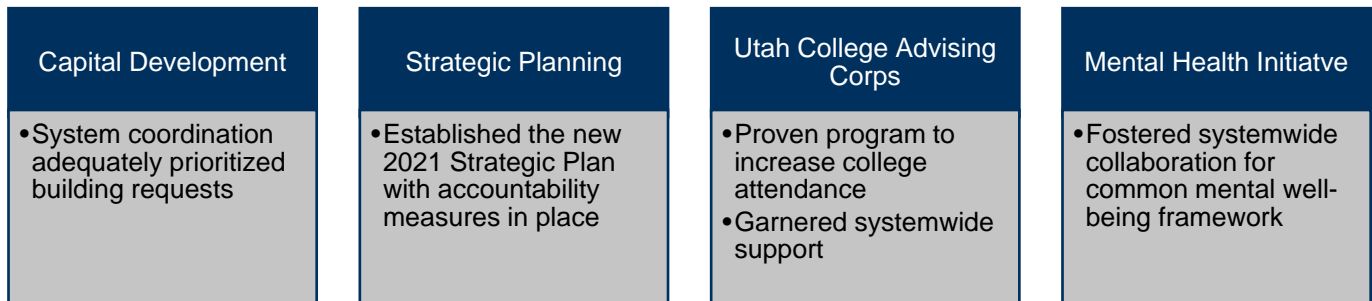 Capital Development
•System coordination
adequately prioritized
building requests
Strategic Planning
•Established the new
2021 Strategic Plan
with accountability
measures in place
Utah College Advising
Corps
•Proven program to
increase college
attendance
•Garnered systemwide
support
Mental Health Initiatve
•Fostered systemwide
collaboration for
common mental well-
being framework